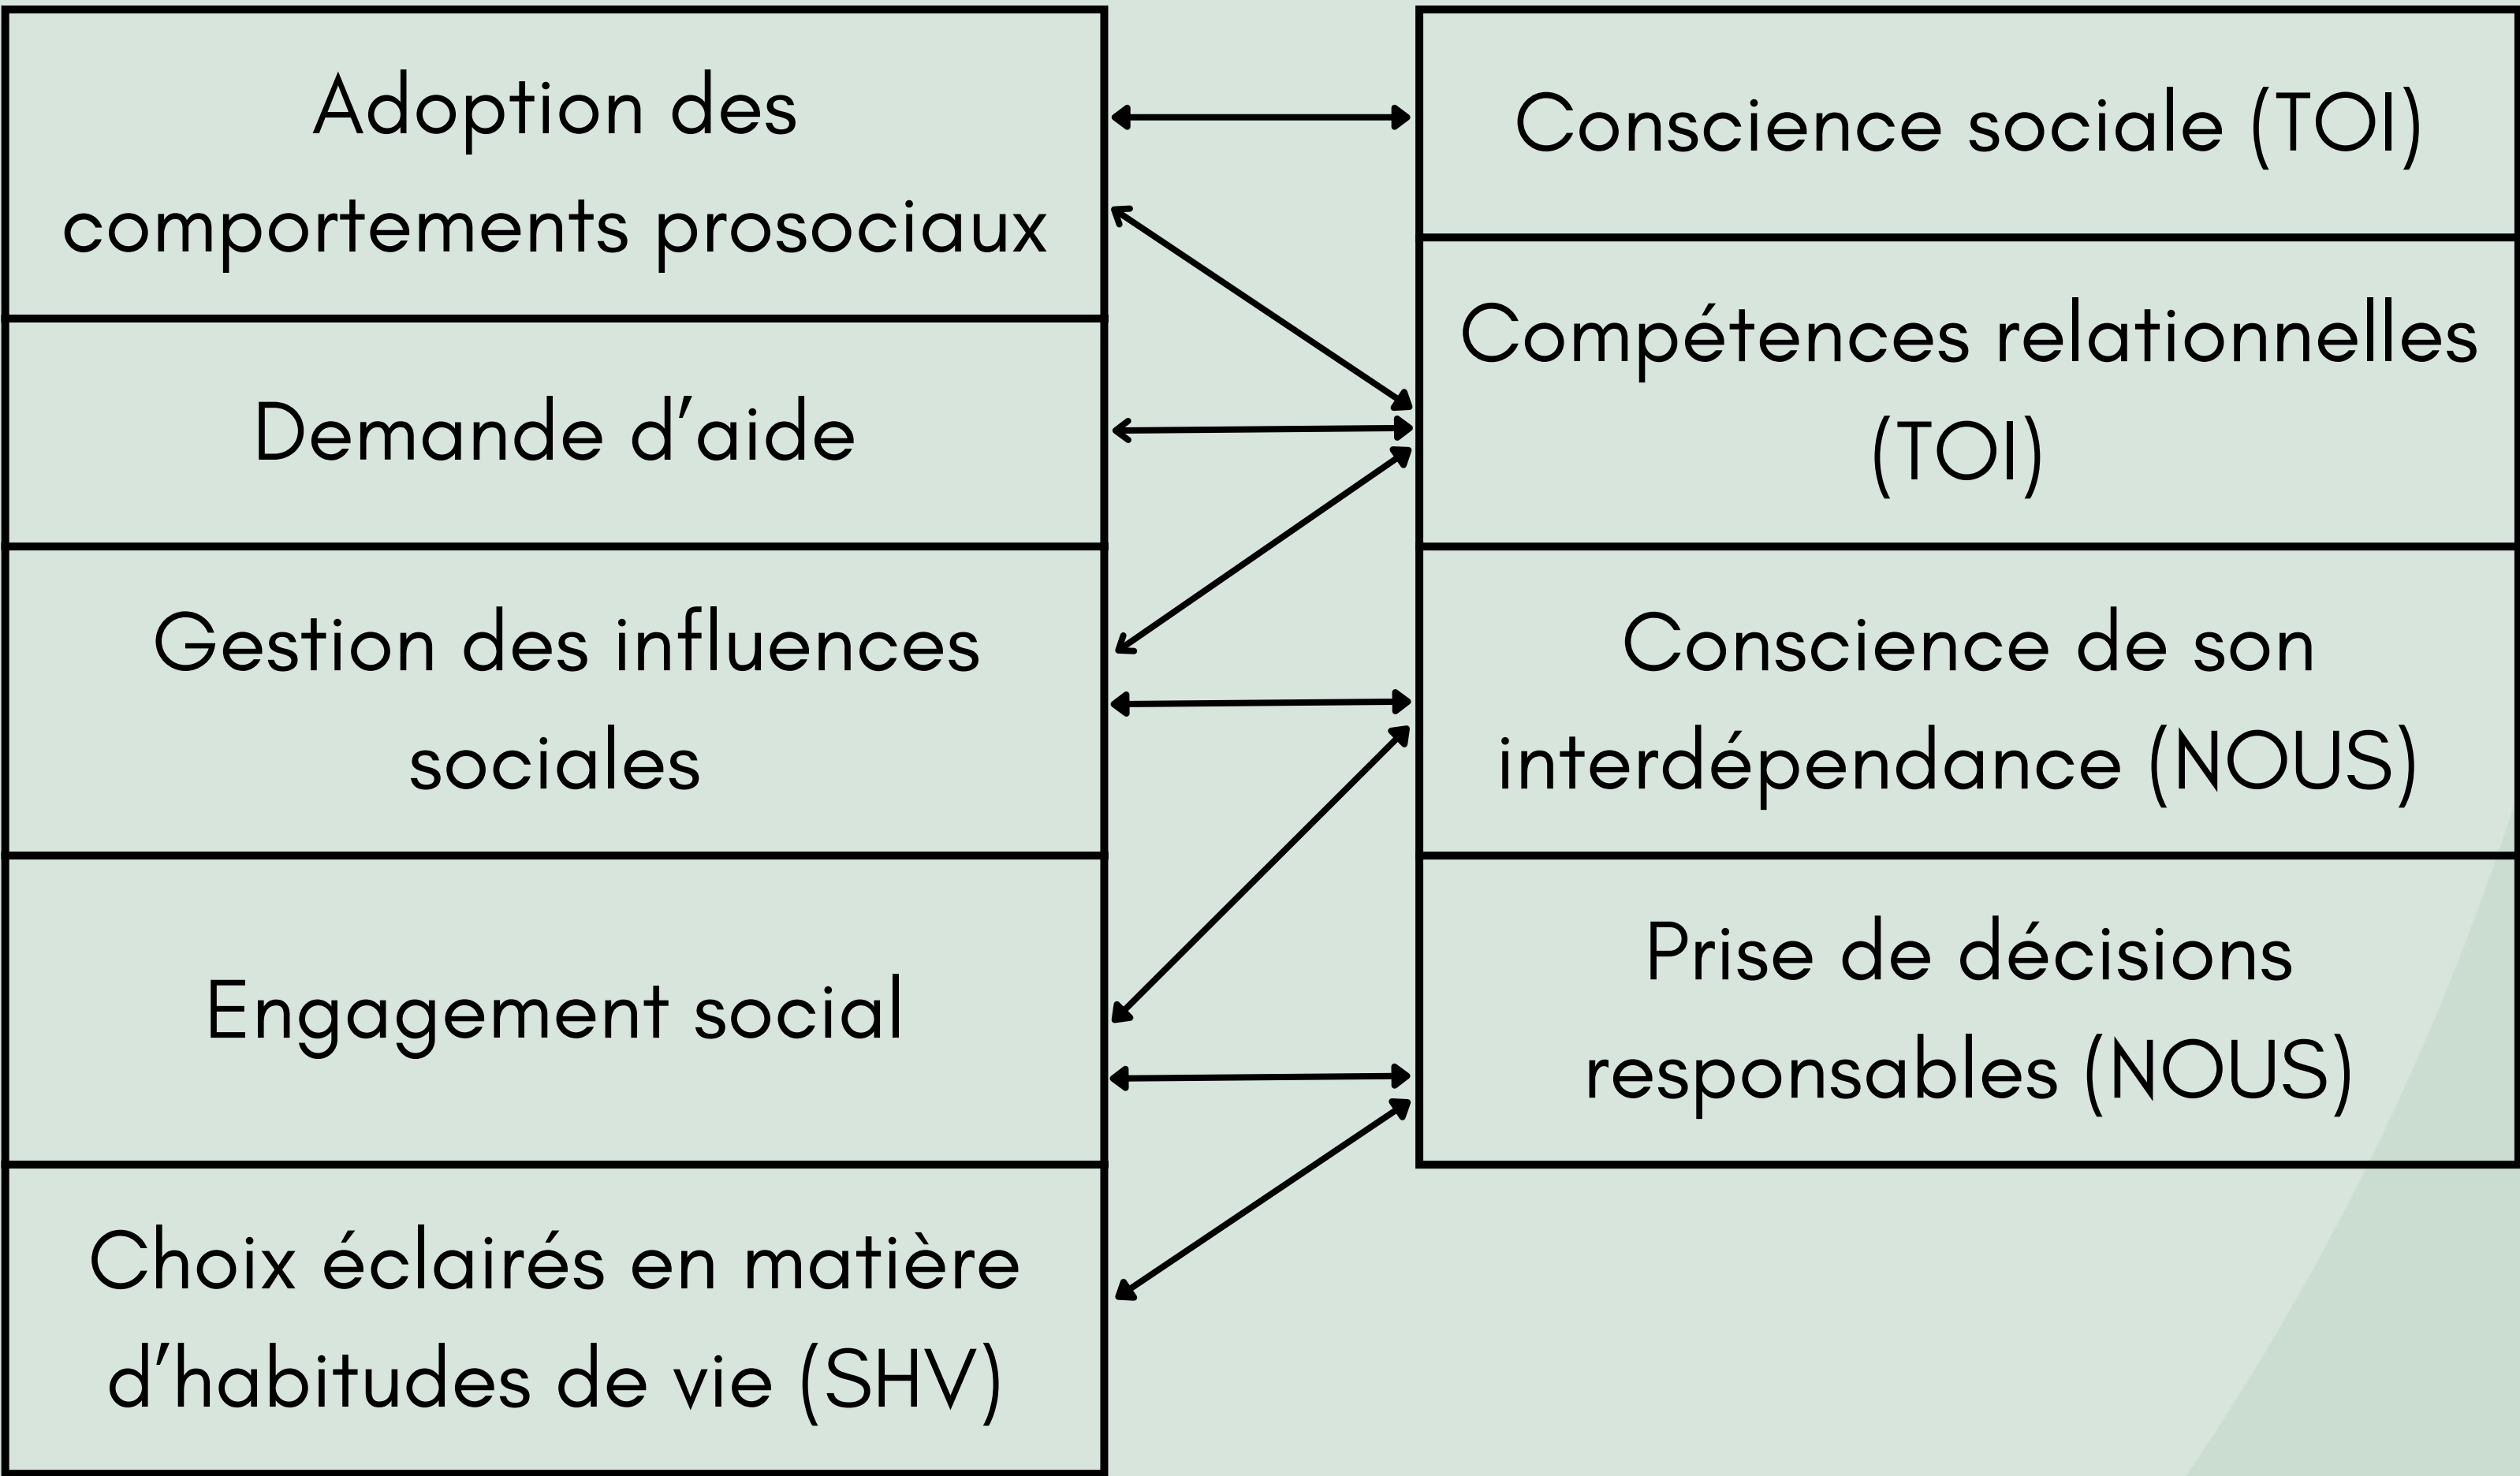 Adoption des
comportements prosociaux
Demande d’aide
Gestion des influences
sociales
Engagement social
Choix éclairés en matière
d’habitudes de vie (SHV)
Conscience sociale (TOI)
Compétences relationnelles
(TOI)
Conscience de son
interdépendance (NOUS)
Prise de décisions
responsables (NOUS)